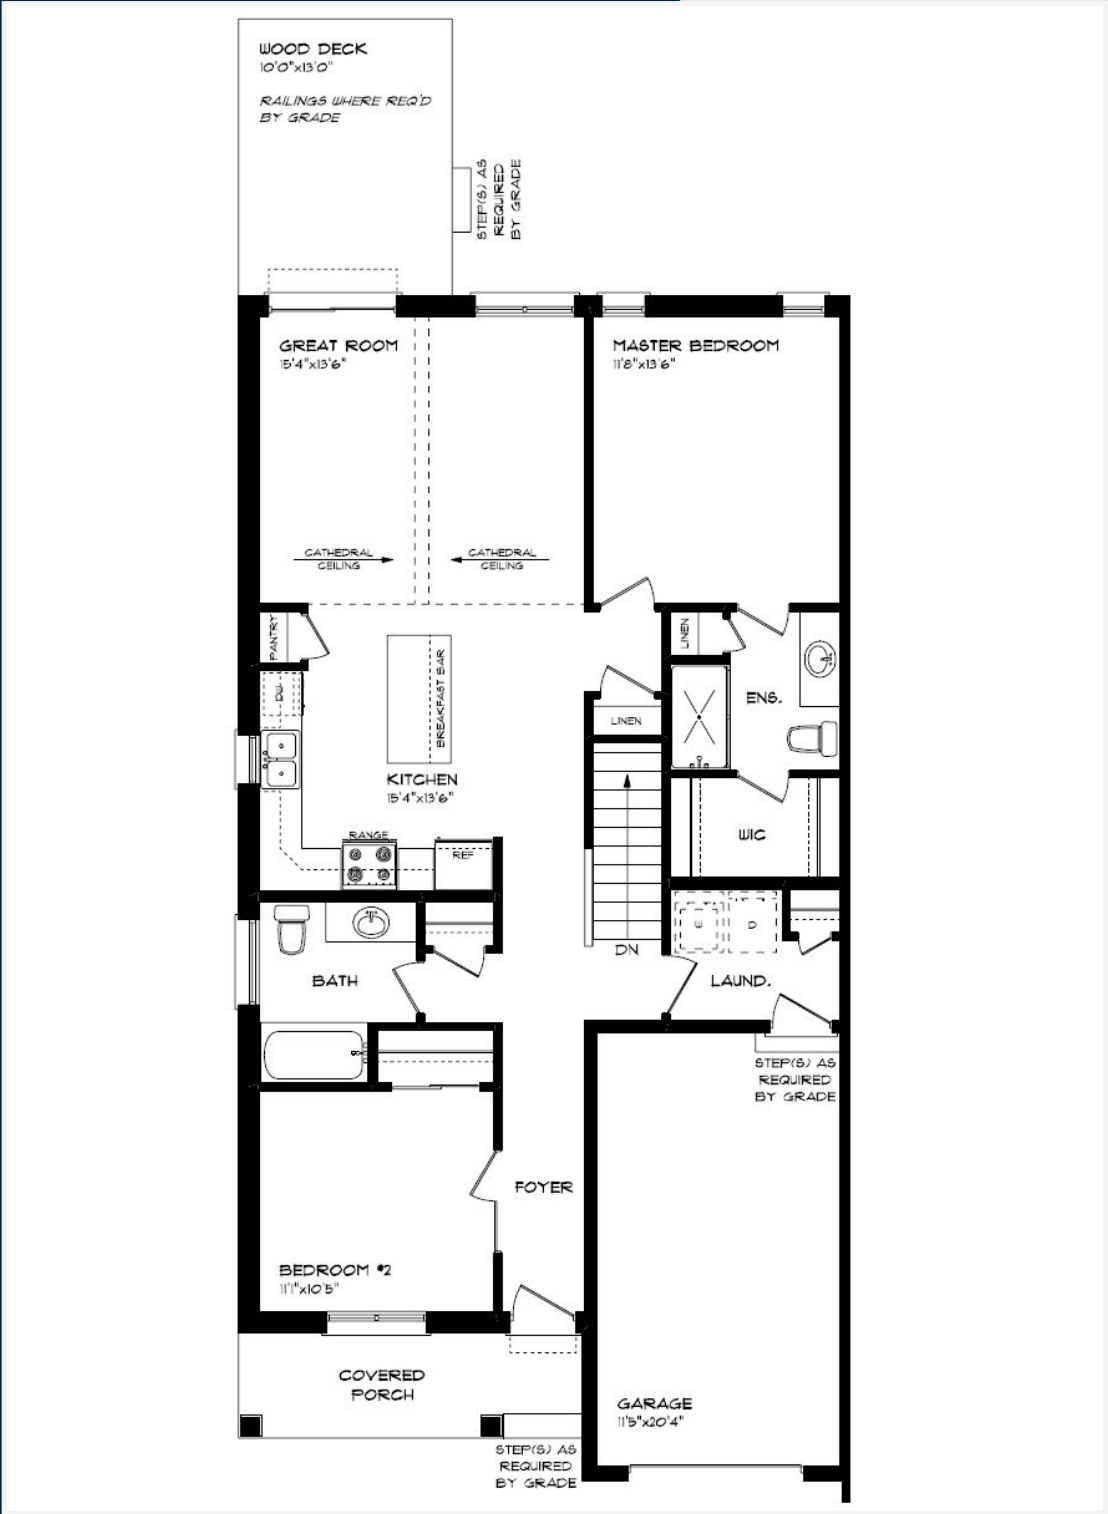 WOOD DECK
10'0"x13'0"
RAILINGS WHERE REQ'D
BY GRADE
STEP(S) AS
REQUIRED
BY GRADE
GREAT ROOM
15'4"x13'6"
MASTER BEDROOM
11'8"x13'6"
CATHEDRAL
CEILING
CATHEDRAL
CEILING
PANTRY
LINEN
DW
BREAKFAST BAR
ENS.
LINEN
KITCHEN
15'4"x13'6"
RANGE
REF
WIC
DN
BATH
D
LAUND.
STEP(S) AS
REQUIRED
BY GRADE
FOYER
BEDROOM #2
11'1"x10'5"
COVERED
PORCH
GARAGE
11'5"x20'4"
STEP(S) AS
REQUIRED
BY GRADE